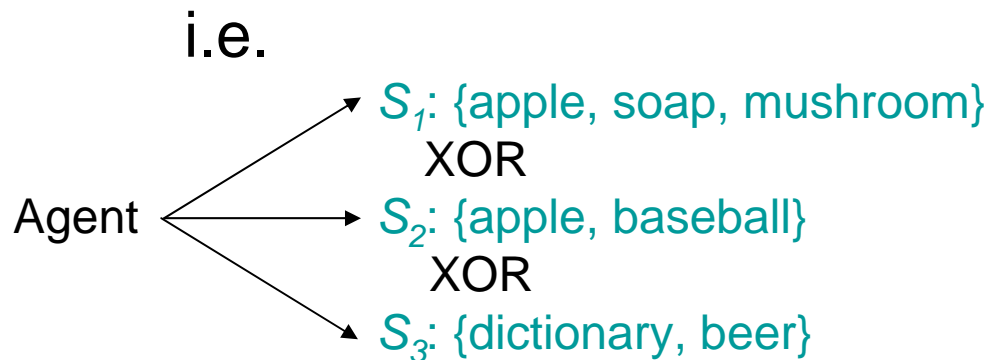 i.e.
S1: {apple, soap, mushroom}
XOR
Agent S2: {apple, baseball}
XOR
S3: {dictionary, beer}